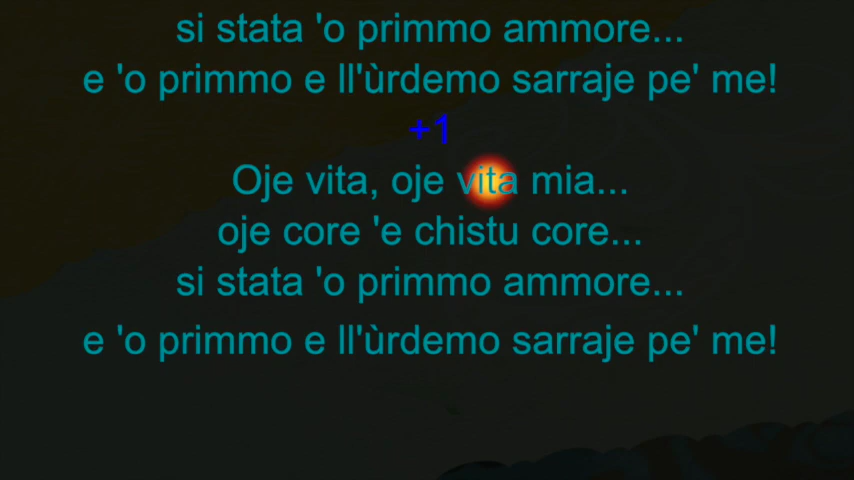 si stata 'o primmo ammore...
e 'o primmo e ll'ùrdemo sarraje pe' me!
+1
Oje vita, oje vita mia...
oje core 'e chistu core...
si stata 'o primmo ammore...
e 'o primmo e ll'ùrdemo sarraje pe' me!